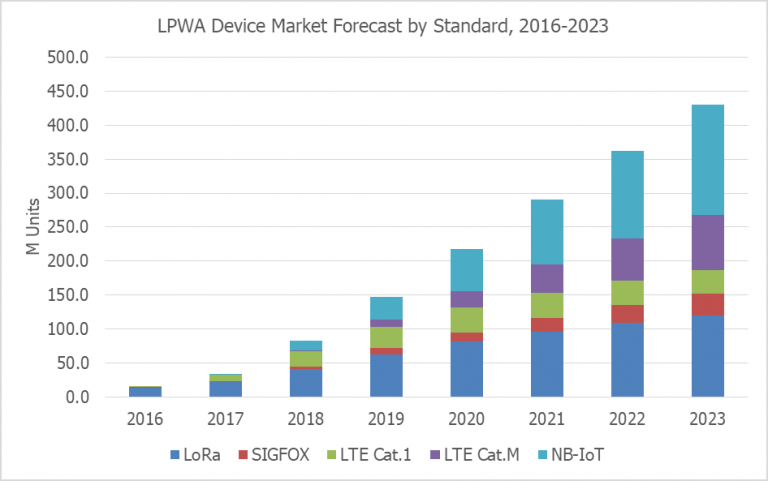 LPWA Device Market Forecast by Standard, 2016-2023
M Units
500.0
450.0
400.0
350.0
300.0
250.0
200.0
150.0
100.0
50.0
0.0
2016 2017 2018 2019 2020 2021 2022 2023
LoRa SIGFOX LTE Cat.1 LTE Cat.M NB-IoT